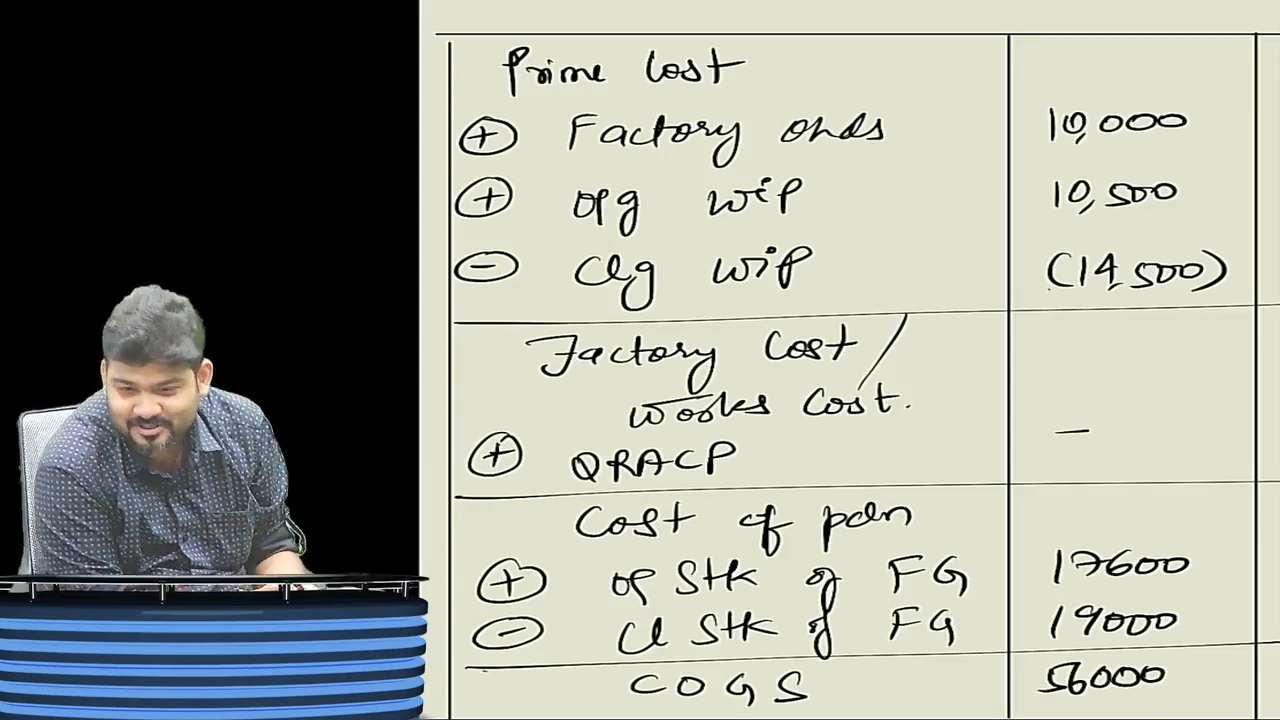 Prime Cost
+ Factory Ohds 10,000
+ Opg WIP 10,500
- Clg WIP (14,500)
Factory Cost /
Works Cost.
+ QRACP —
Cost of pdn
+ Op Stk of FG 17600
- Cl Stk of FG 19000
COGS 56000